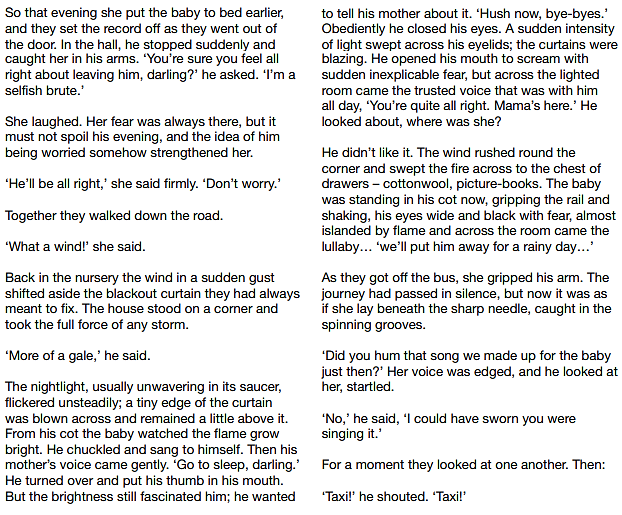 So that evening she put the baby to bed earlier,
and they set the record off as they went out of
the door. In the hall, he stopped suddenly and
caught her in his arms. ‘You’re sure you feel all
right about leaving him, darling?’ he asked. ‘I’m a
selfish brute.’
She laughed. Her fear was always there, but it
must not spoil his evening, and the idea of him
being worried somehow strengthened her.
‘He’ll be all right,’ she said firmly. ‘Don’t worry.’
Together they walked down the road.
‘What a wind!’ she said.
Back in the nursery the wind in a sudden gust
shifted aside the blackout curtain they had always
meant to fix. The house stood on a corner and
took the full force of any storm.
‘More of a gale,’ he said.
The nightlight, usually unwavering in its saucer,
flickered unsteadily; a tiny edge of the curtain
was blown across and remained a little above it.
From his cot the baby watched the flame grow
bright. He chuckled and sang to himself. Then his
mother’s voice came gently. ‘Go to sleep, darling.’
He turned over and put his thumb in his mouth.
But the brightness still fascinated him; he wanted
to tell his mother about it. ‘Hush now, bye-byes.’
Obediently he closed his eyes. A sudden intensity
of light swept across his eyelids; the curtains were
blazing. He opened his mouth to scream with
sudden inexplicable fear, but across the lighted
room came the trusted voice that was with him
all day, ‘You’re quite all right. Mama’s here.’ He
looked about, where was she?
He didn’t like it. The wind rushed round the
corner and swept the fire across to the chest of
drawers – cottonwool, picture-books. The baby
was standing in his cot now, gripping the rail and
shaking, his eyes wide and black with fear, almost
islanded by flame and across the room came the
lullaby… ‘we’ll put him away for a rainy day…’
As they got off the bus, she gripped his arm. The
journey had passed in silence, but now it was as
if she lay beneath the sharp needle, caught in the
spinning grooves.
‘Did you hum that song we made up for the baby
just then?’ Her voice was edged, and he looked at
her, startled.
‘No,’ he said, ‘I could have sworn you were
singing it.’
For a moment they looked at one another. Then:
‘Taxi!’ he shouted. ‘Taxi!’